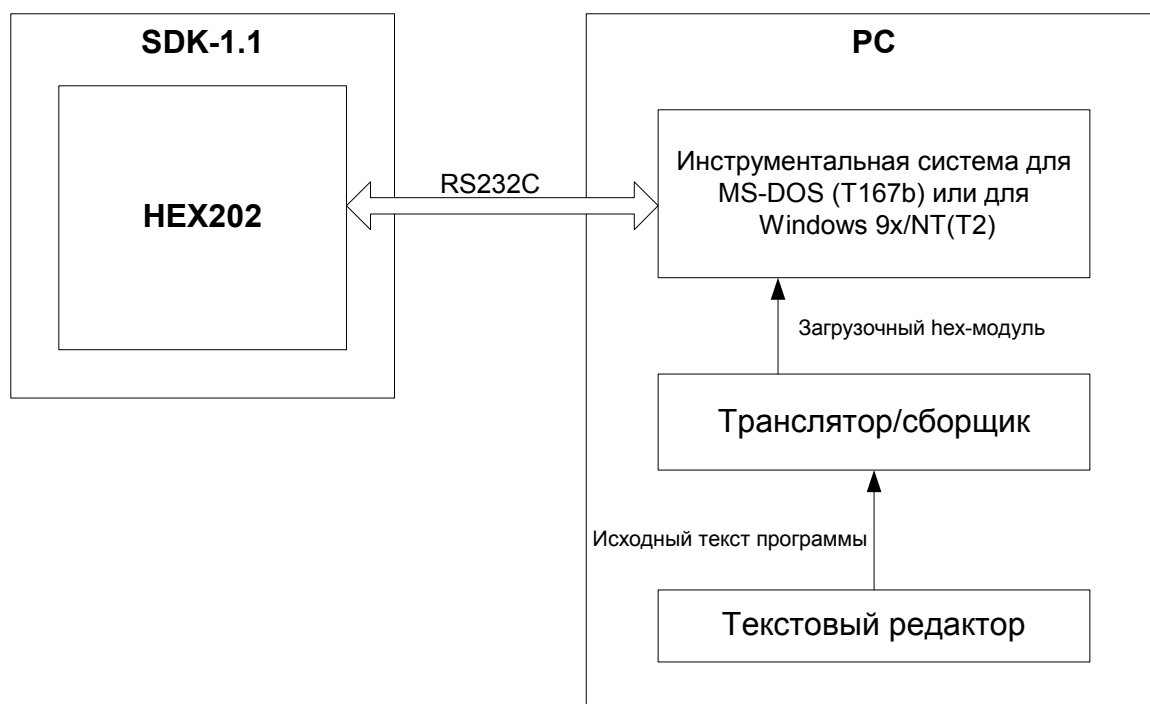 SDK-1.1
HEX202
RS232C
PC
Инструментальная система для
MS-DOS (T167b) или для
Windows 9x/NT(T2)
Загрузочный hex-модуль
Транслятор/сборщик
Исходный текст программы
Текстовый редактор